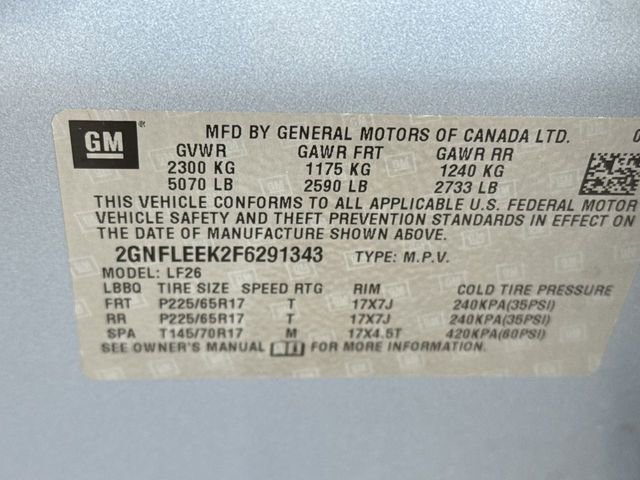 GM® MFD BY GENERAL MOTORS OF CANADA LTD. 0
GVWR GAWR FRT GAWR RR
2300 KG 1175 KG 1240 KG
5070 LB 2590 LB 2733 LB
THIS VEHICLE CONFORMS TO ALL APPLICABLE U.S. FEDERAL MOTOR
VEHICLE SAFETY AND THEFT PREVENTION STANDARDS IN EFFECT ON
THE DATE OF MANUFACTURE SHOWN ABOVE.
2GNFLEEK2F6291343 TYPE: M.P.V.
MODEL: LF26
LBBQ TIRE SIZE SPEED RTG RIM COLD TIRE PRESSURE
FRT P225/65R17 T 17X7J 240KPA(35PSI)
RR P225/65R17 T 17X7J 240KPA(35PSI)
SPA T145/70R17 M 17X4.5T 420KPA(60PSI)
SEE OWNER'S MANUAL FOR MORE INFORMATION.